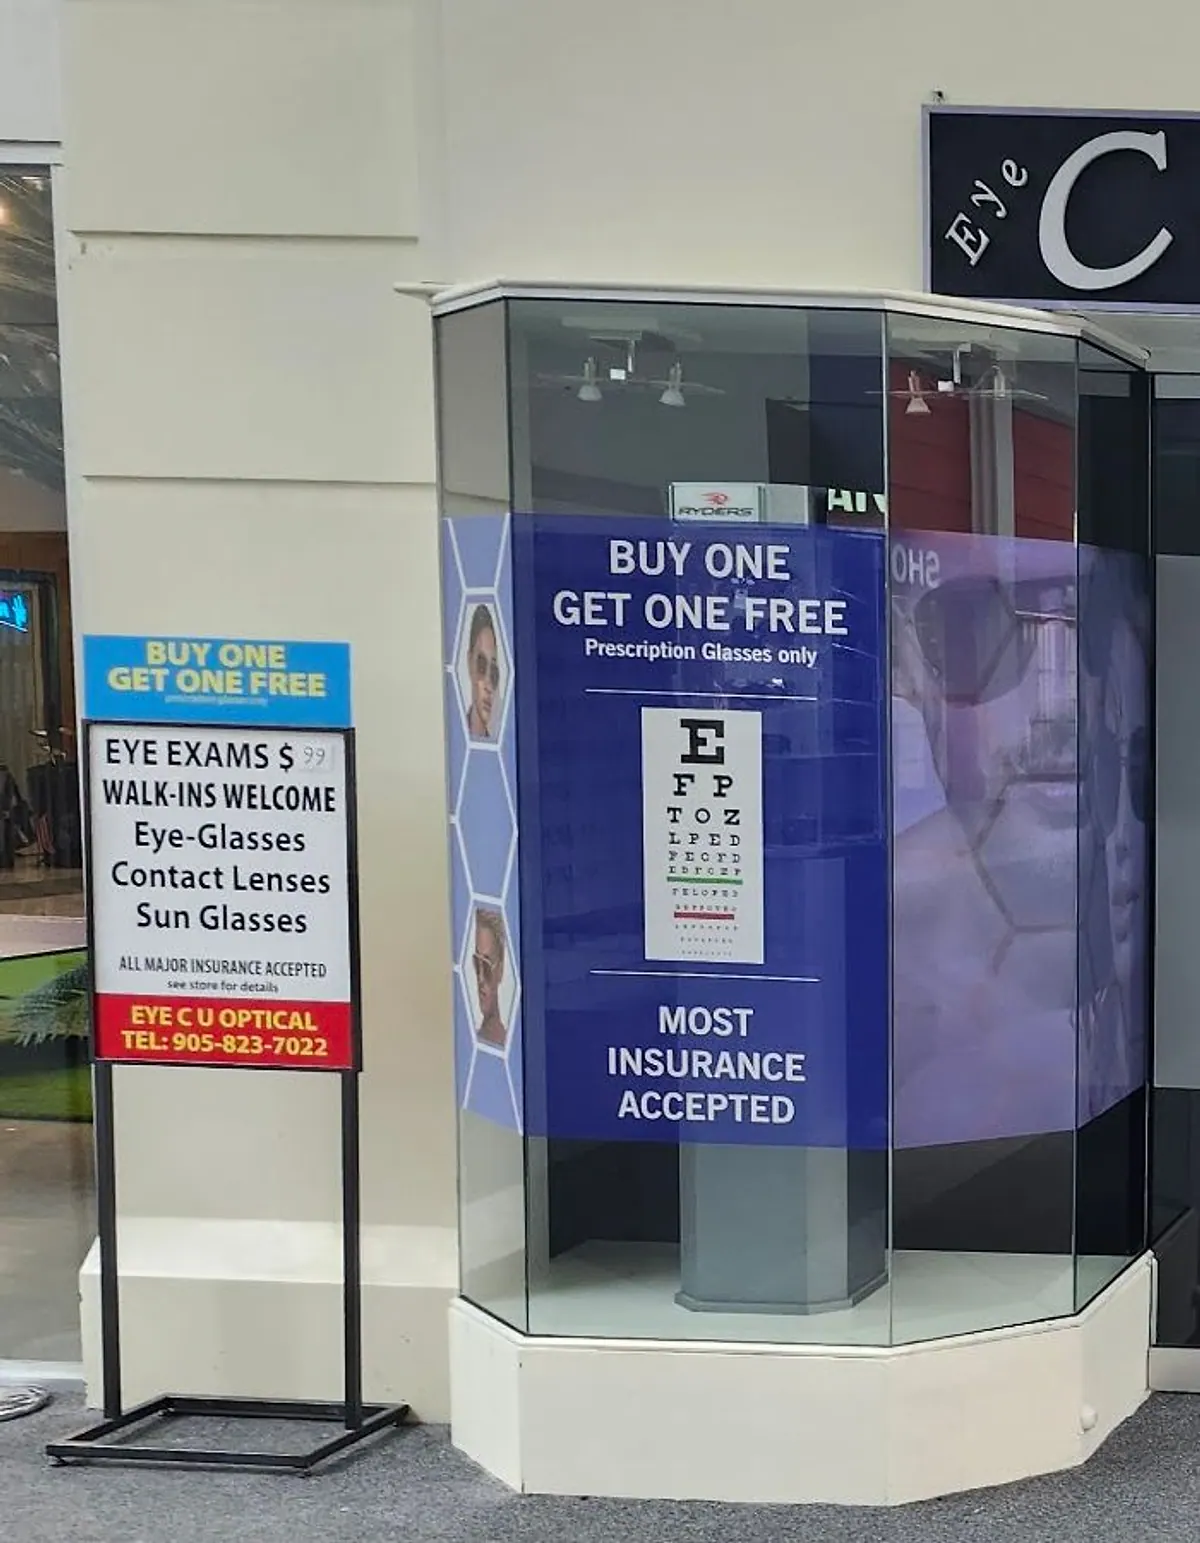 Eye C
RYDERS
BUY ONE
GET ONE FREE
Prescription Glasses only
E
F P
T O Z
L P E D
P E C F D
E D F C Z P
F E L O P Z D
MOST
INSURANCE
ACCEPTED
BUY ONE
GET ONE FREE
EYE EXAMS $ 99
WALK-INS WELCOME
Eye-Glasses
Contact Lenses
Sun Glasses
ALL MAJOR INSURANCE ACCEPTED
see store for details
EYE C U OPTICAL
TEL: 905-823-7022